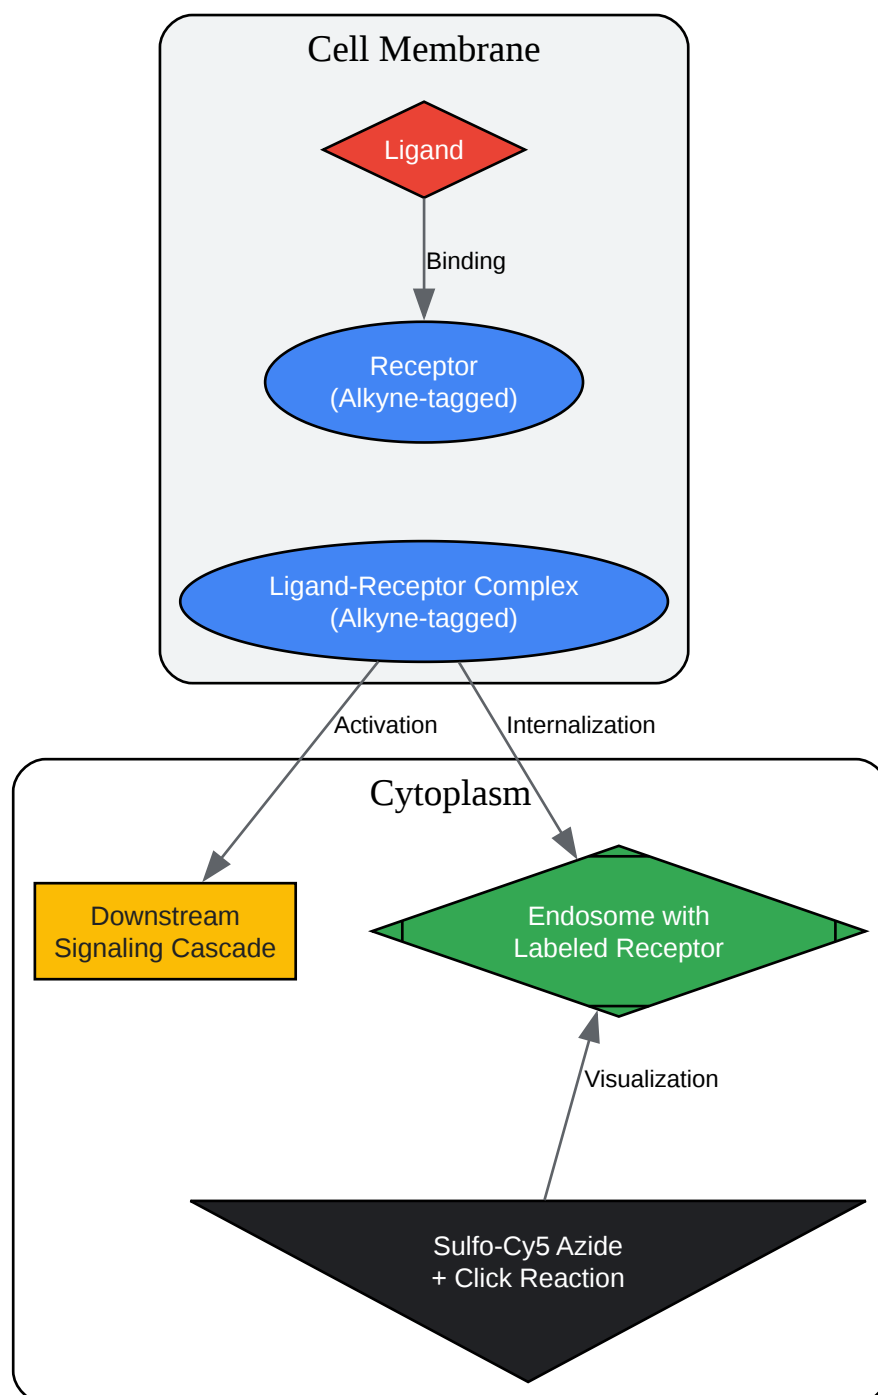 Cell Membrane
Ligand
Binding
Receptor
(Alkyne-tagged)
Ligand-Receptor Complex
(Alkyne-tagged)
Activation
Internalization
Cytoplasm
Downstream
Signaling Cascade
Endosome with
Labeled Receptor
Visualization
Sulfo-Cy5 Azide
+ Click Reaction